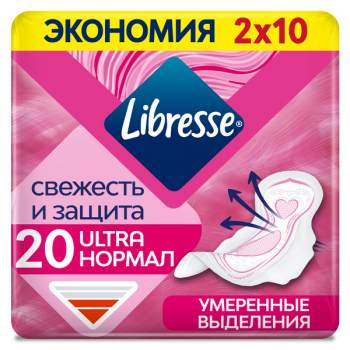 ЭКОНОМИЯ 2x10
Libresse®
свежесть
и защита
20 ULTRA
НОРМАЛ
УМЕРЕННЫЕ
ВЫДЕЛЕНИЯ